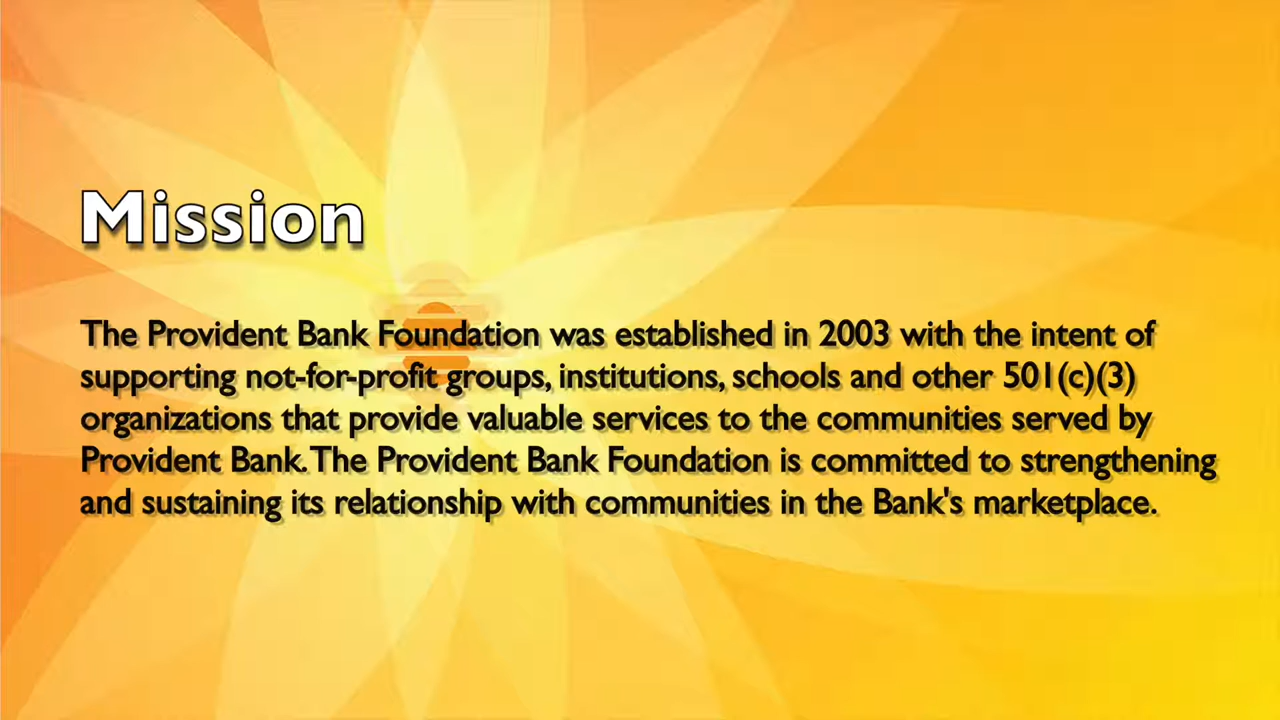 Mission
The Provident Bank Foundation was established in 2003 with the intent of
supporting not-for-profit groups, institutions, schools and other 501(c)(3)
organizations that provide valuable services to the communities served by
Provident Bank. The Provident Bank Foundation is committed to strengthening
and sustaining its relationship with communities in the Bank's marketplace.